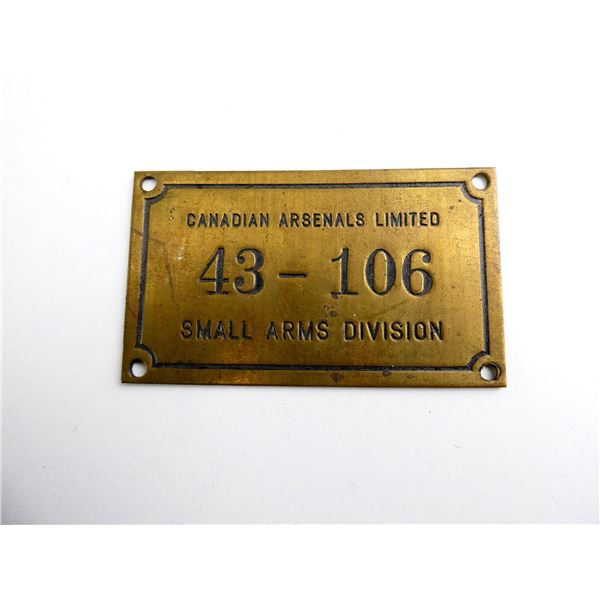 CANADIAN ARSENALS LIMITED
43 - 106
SMALL ARMS DIVISION